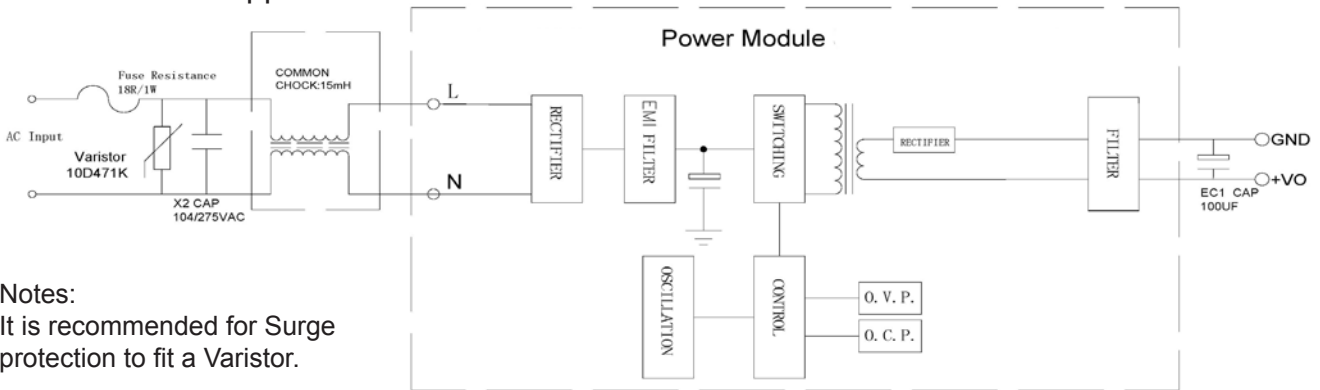 Power Module
Fuse Resistance
18R/1W
COMMON
CHOCK:15mH
L
AC Input
Varistor
10D471K
X2 CAP
104/275VAC
N
RECTIFIER
EMI FILTER
SWITCHING
RECTIFIER
FILTER
GND
+VO
EC1 CAP
100UF
OSCILLATION
CONTROL
O. V. P.
O. C. P.
Notes:
It is recommended for Surge
protection to fit a Varistor.